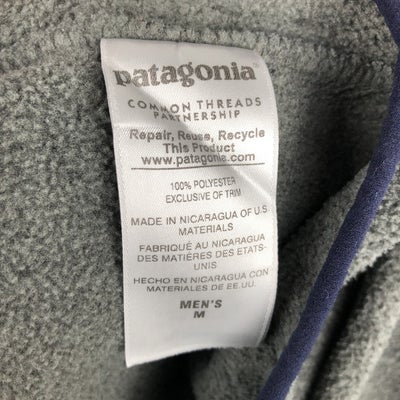 patagonia
COMMON THREADS
PARTNERSHIP
Repair, Reuse, Recycle
This Product
www.patagonia.com
100% POLYESTER
EXCLUSIVE OF TRIM
MADE IN NICARAGUA OF U.S
MATERIALS
FABRIQUÉ AU NICARAGUA
DES MATIÈRES DES ETATS-
UNIS
HECHO EN NICARAGUA CON
MATERIALES DE EE.UU.
MEN'S
M